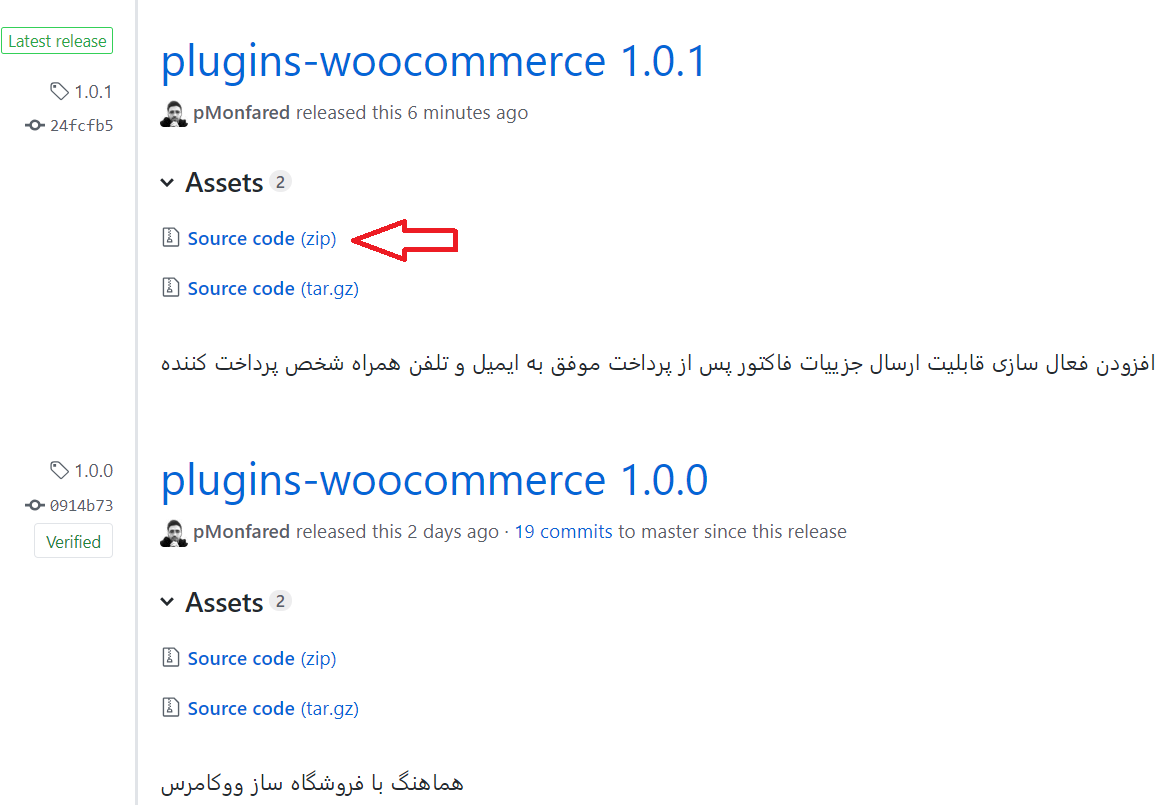 Latest release
1.0.1
24fcfb5
plugins-woocommerce 1.0.1
pMonfared released this 6 minutes ago
Assets 2
Source code (zip)
Source code (tar.gz)
افزودن فعال سازی قابلیت ارسال جزییات فاکتور پس از پرداخت موفق به ایمیل و تلفن همراه شخص پرداخت کننده
1.0.0
0914b73
Verified
plugins-woocommerce 1.0.0
pMonfared released this 2 days ago · 19 commits to master since this release
Assets 2
Source code (zip)
Source code (tar.gz)
هماهنگ با فروشگاه ساز ووکامرس